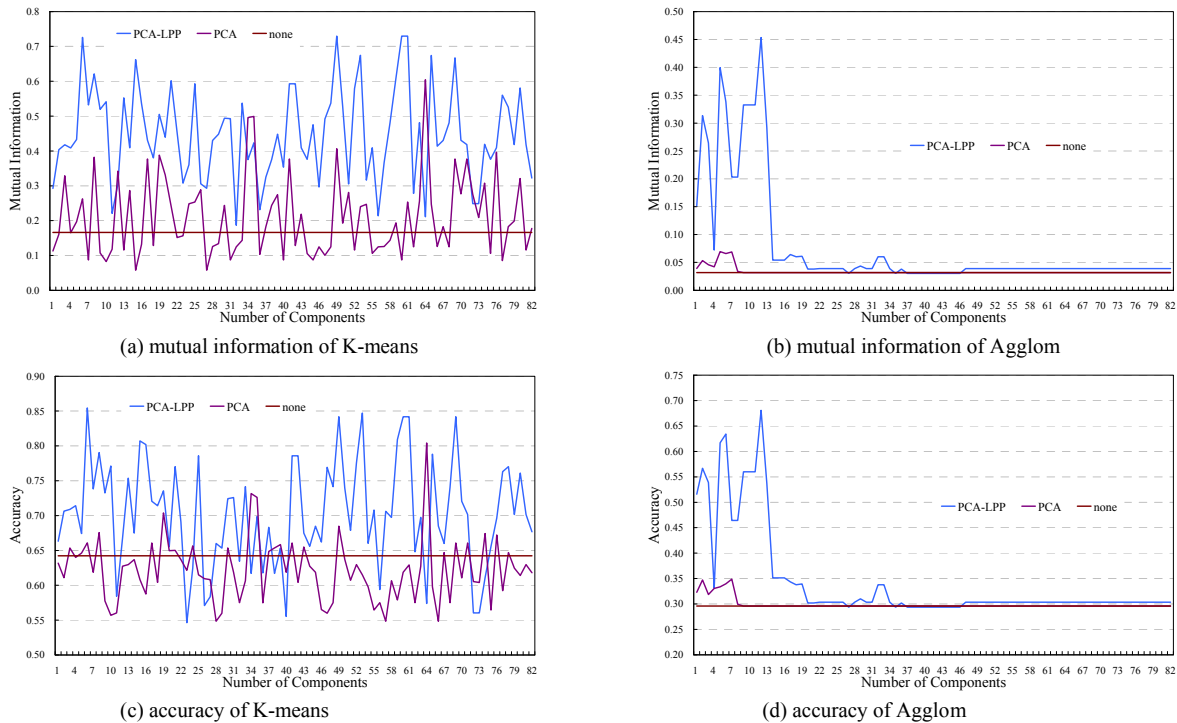 0.8
0.7
0.6
0.5
0.4
0.3
0.2
0.1
0.0
Mutual Information
PCA-LPP PCA none
1 4 7 10 13 16 19 22 25 28 31 34 37 40 43 46 49 52 55 58 61 64 67 70 73 76 79 82
Number of Components
(a) mutual information of K-means
0.50
0.45
0.40
0.35
0.30
0.25
0.20
0.15
0.10
0.05
0.00
Mutual Information
PCA-LPP PCA none
1 4 7 10 13 16 19 22 25 28 31 34 37 40 43 46 49 52 55 58 61 64 67 70 73 76 79 82
Number of Components
(b) mutual information of Agglom
0.90
0.85
0.80
0.75
0.70
0.65
0.60
0.55
0.50
Accuracy
PCA-LPP PCA none
1 4 7 10 13 16 19 22 25 28 31 34 37 40 43 46 49 52 55 58 61 64 67 70 73 76 79 82
Number of Components
(c) accuracy of K-means
0.75
0.70
0.65
0.60
0.55
0.50
0.45
0.40
0.35
0.30
0.25
0.20
Accuracy
PCA-LPP PCA none
1 4 7 10 13 16 19 22 25 28 31 34 37 40 43 46 49 52 55 58 61 64 67 70 73 76 79 82
Number of Components
(d) accuracy of Agglom